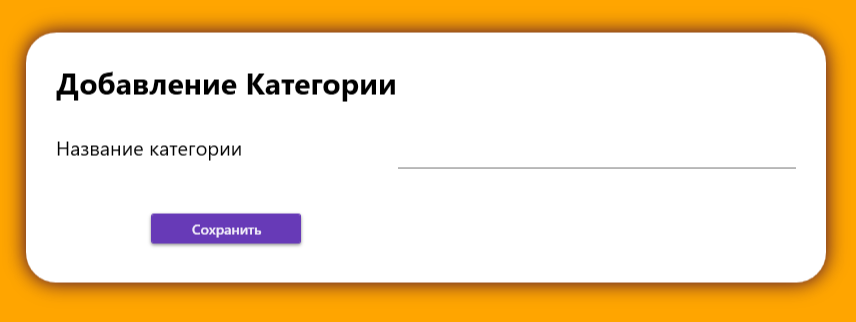 Добавление Категории
Название категории
Сохранить